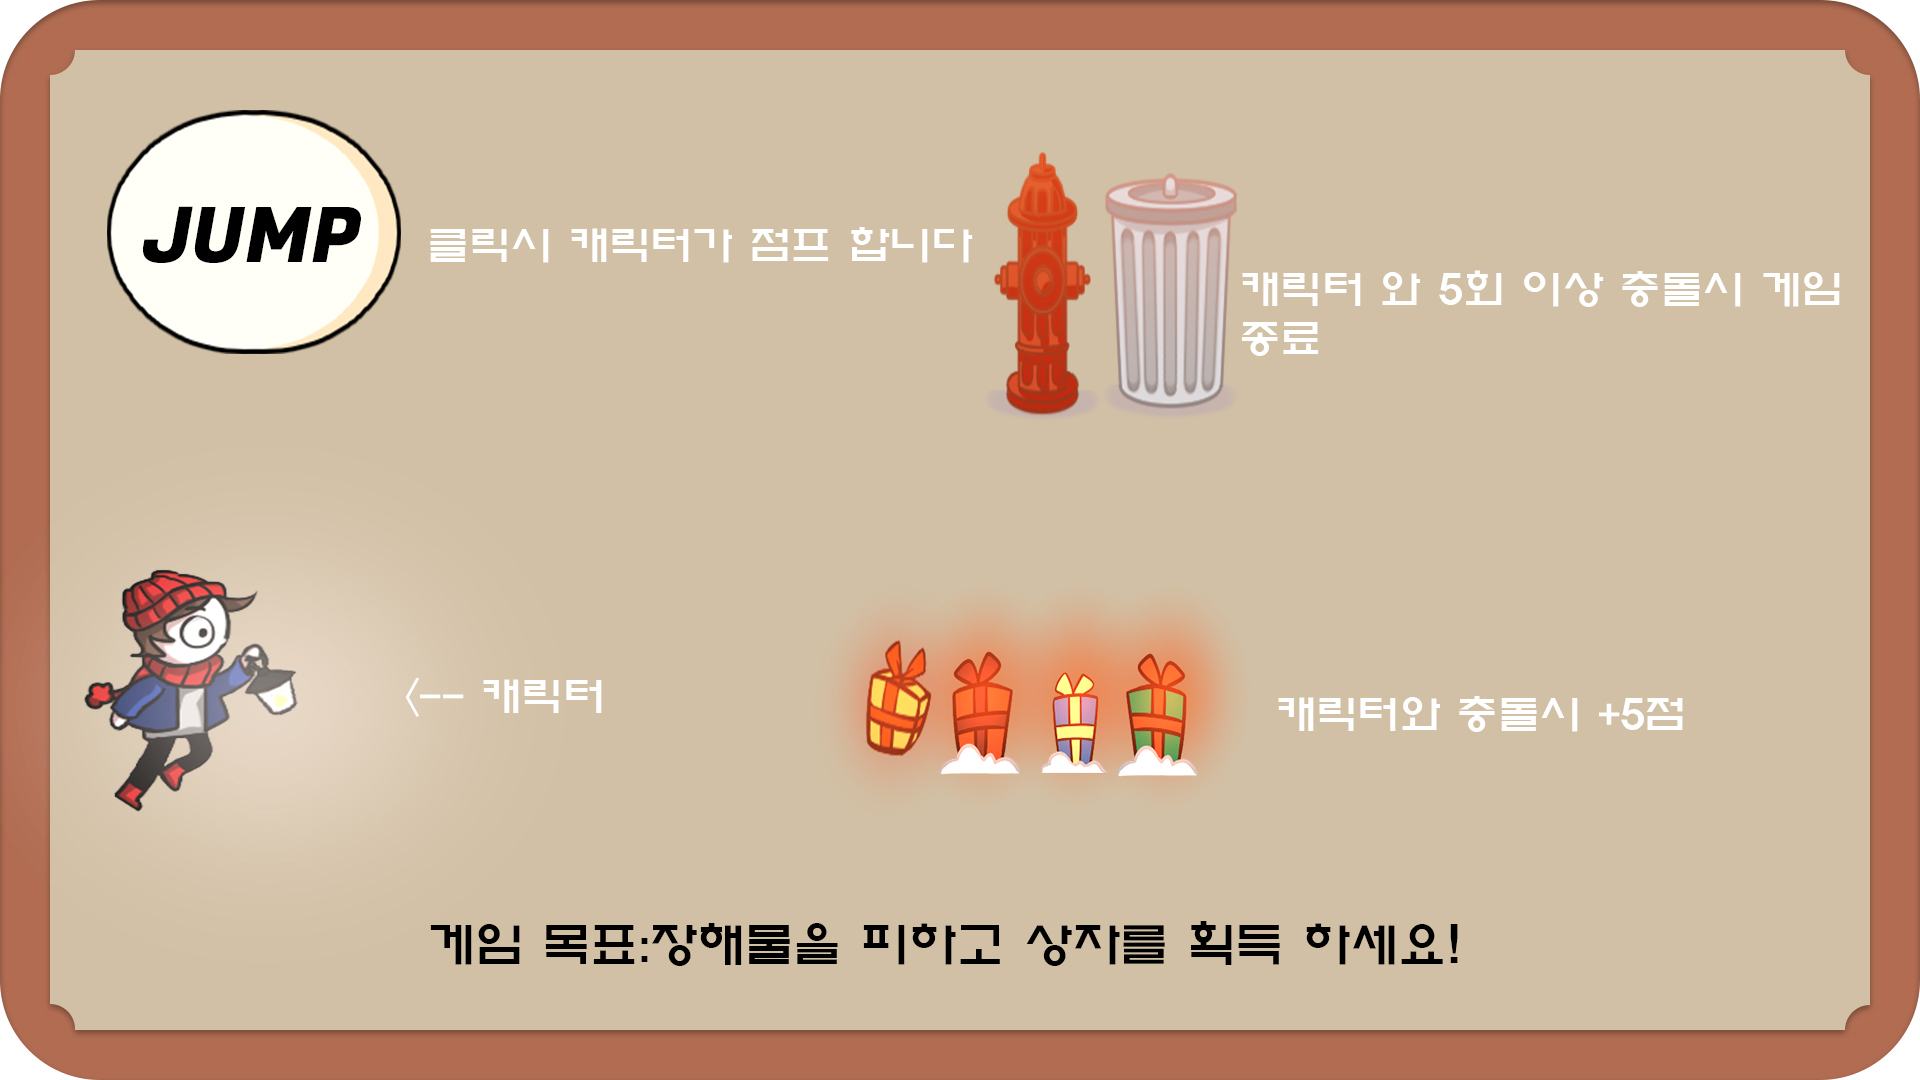 JUMP
클릭시 캐릭터가 점프 합니다
캐릭터 와 5회 이상 충돌시 게임
종료
<-- 캐릭터
캐릭터와 충돌시 +5점
게임 목표:장해물을 피하고 상자를 획득 하세요!